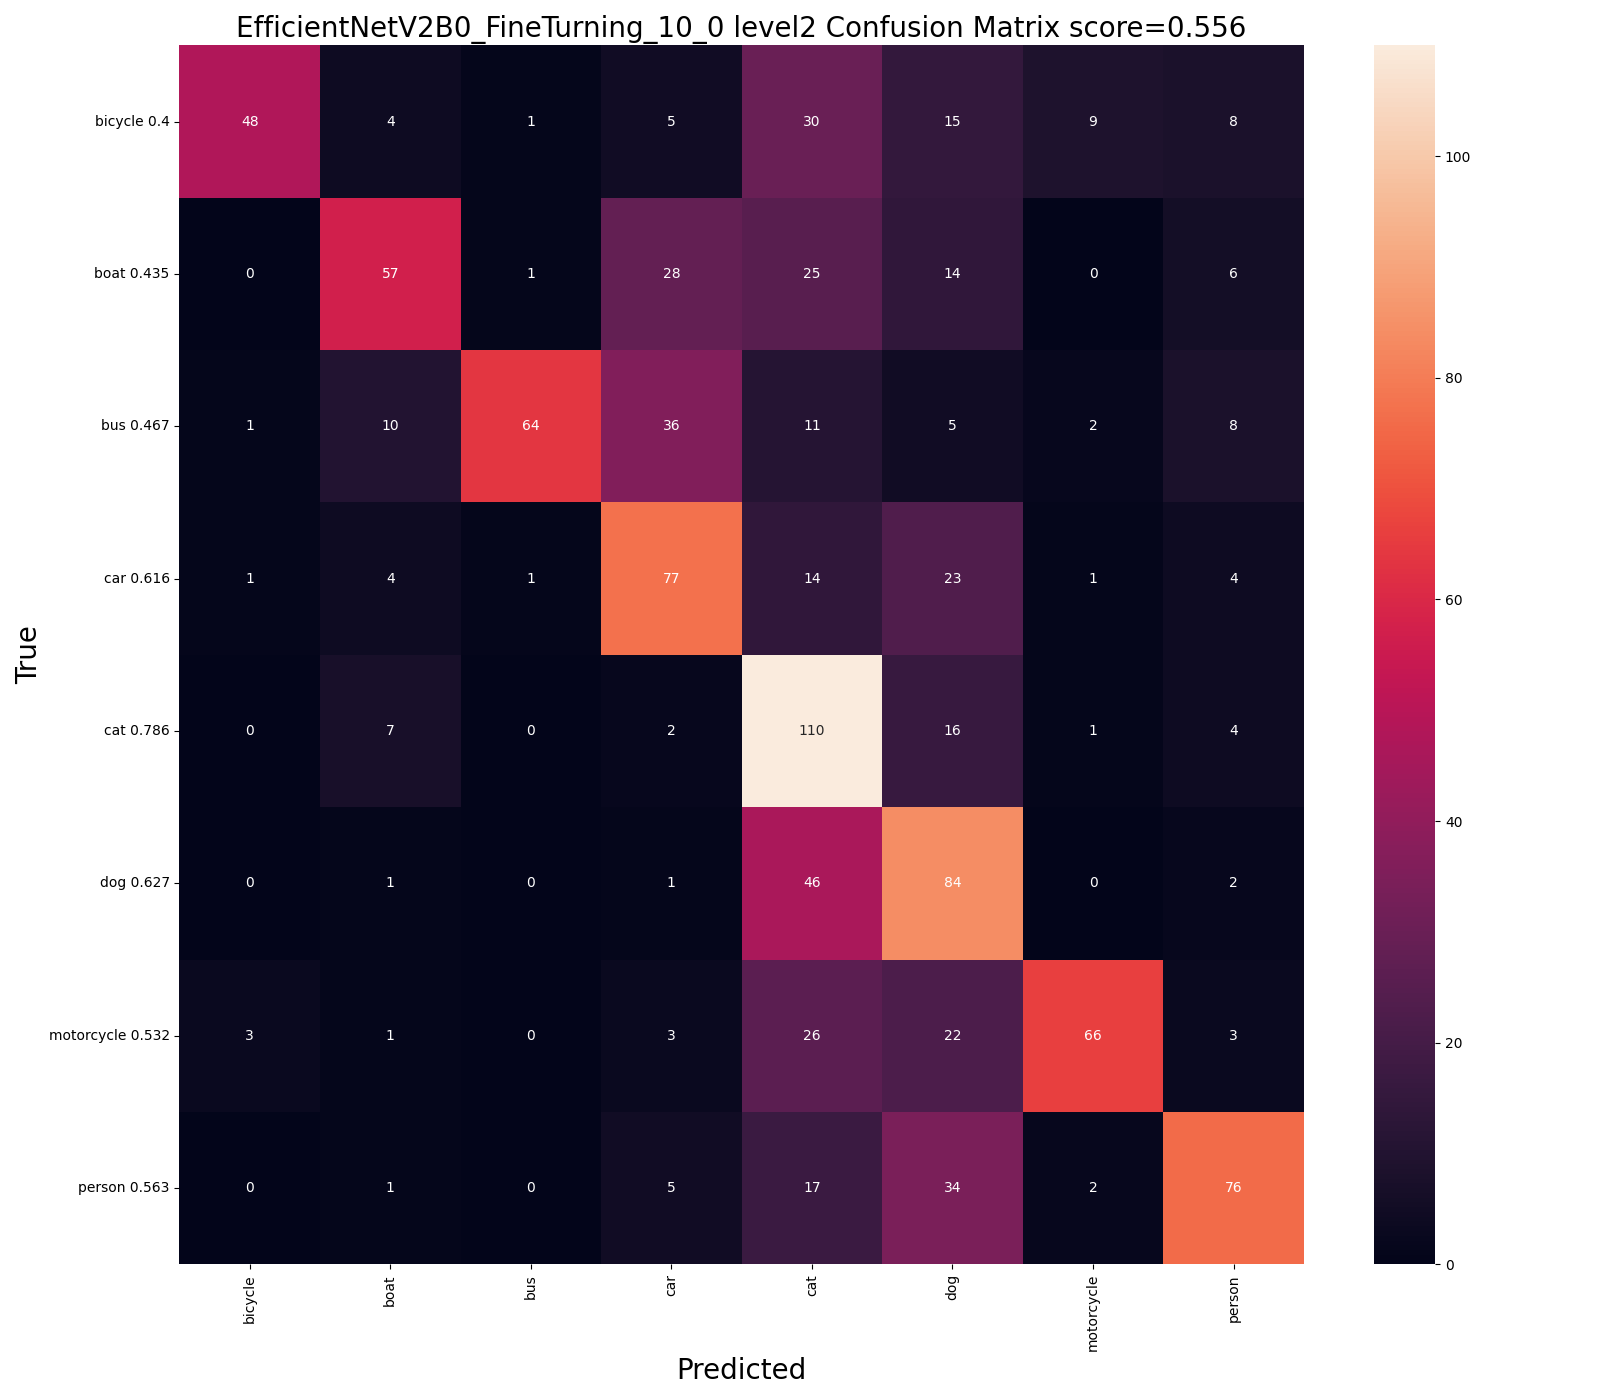 EfficientNetV2B0_FineTurning_10_0 level2 Confusion Matrix score=0.556
bicycle 0.4 48 4 1 5 30 15 9 8
boat 0.435 0 57 1 28 25 14 0 6
bus 0.467 1 10 64 36 11 5 2 8
car 0.616 1 4 1 77 14 23 1 4
cat 0.786 0 7 0 2 110 16 1 4
dog 0.627 0 1 0 1 46 84 0 2
motorcycle 0.532 3 1 0 3 26 22 66 3
person 0.563 0 1 0 5 17 34 2 76
bicycle boat bus car cat dog motorcycle person
Predicted
True
100
80
60
40
20
0